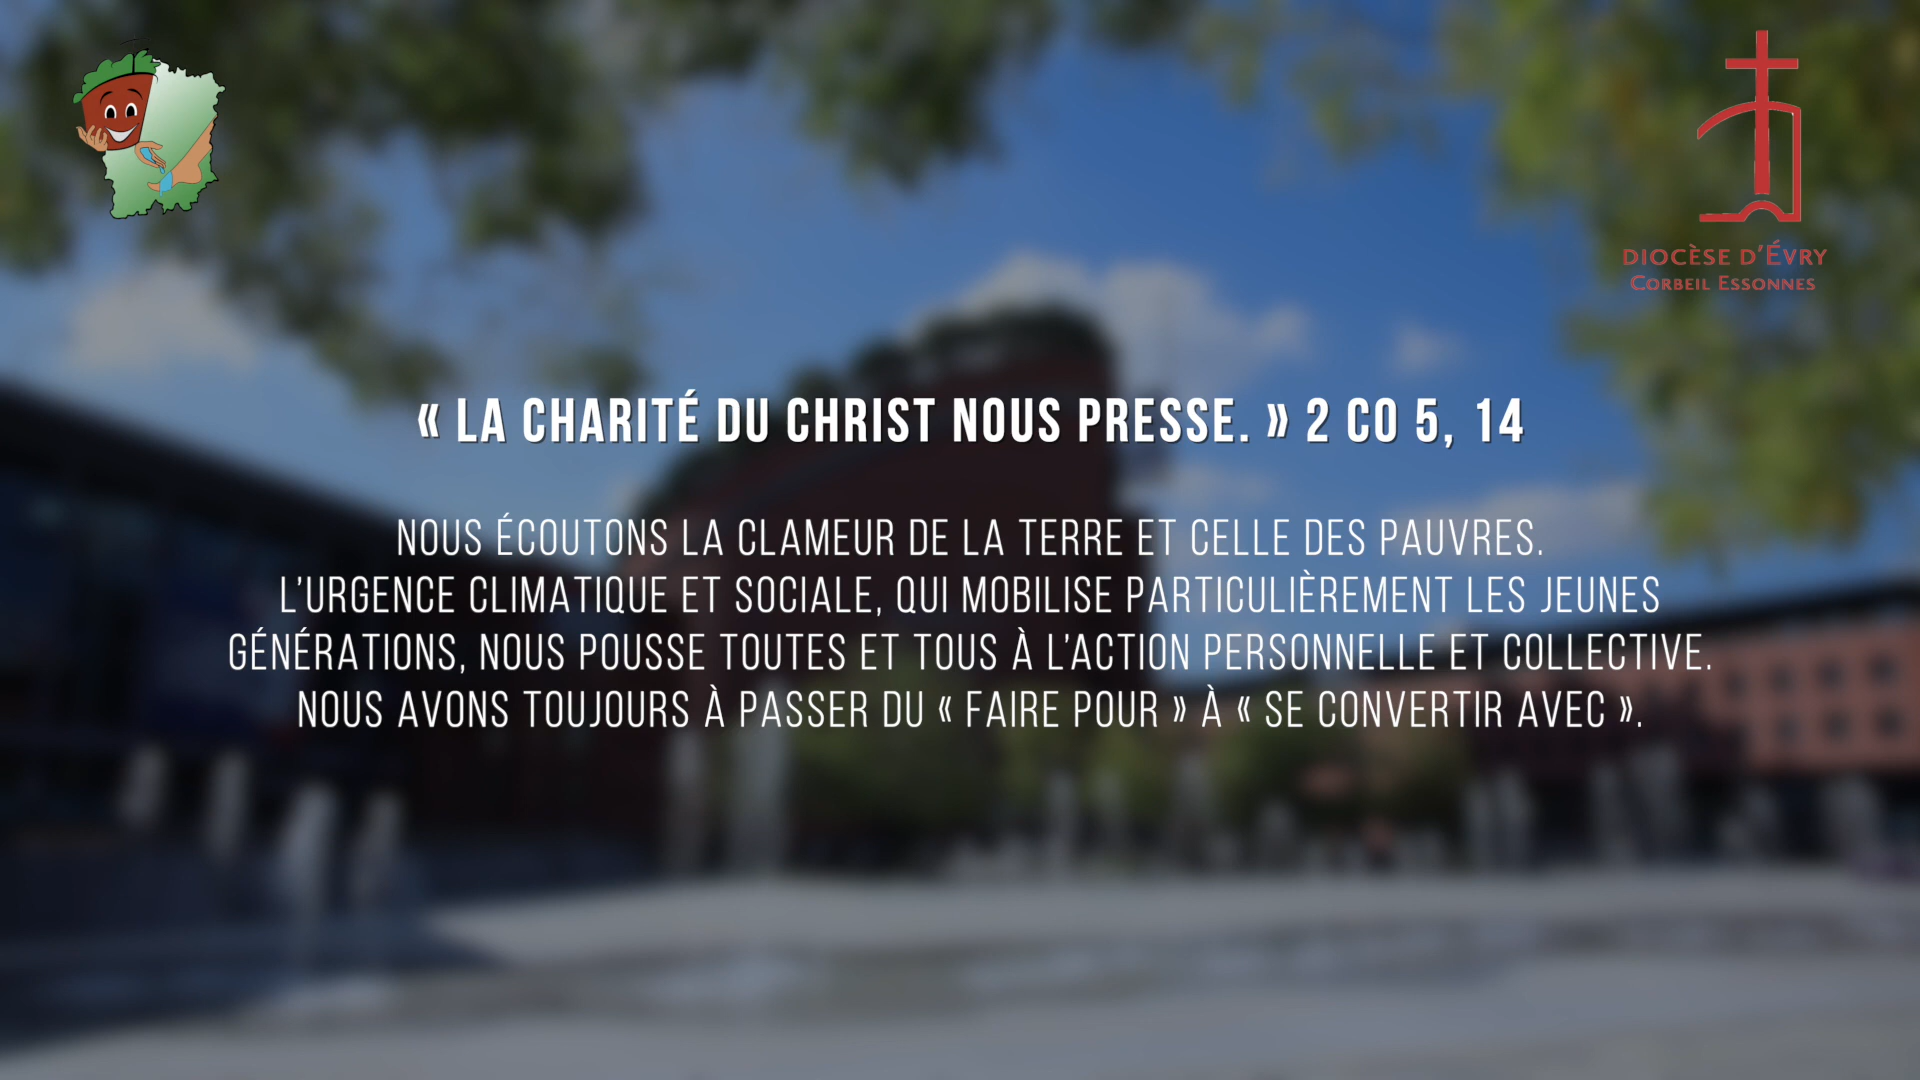 DIOCÈSE D'ÉVRY
CORBEIL ESSONNES
« LA CHARITÉ DU CHRIST NOUS PRESSE. » 2 CO 5, 14
NOUS ÉCOUTONS LA CLAMEUR DE LA TERRE ET CELLE DES PAUVRES.
L'URGENCE CLIMATIQUE ET SOCIALE, QUI MOBILISE PARTICULIÈREMENT LES JEUNES
GÉNÉRATIONS, NOUS POUSSE TOUTES ET TOUS À L'ACTION PERSONNELLE ET COLLECTIVE.
NOUS AVONS TOUJOURS À PASSER DU « FAIRE POUR » À « SE CONVERTIR AVEC ».